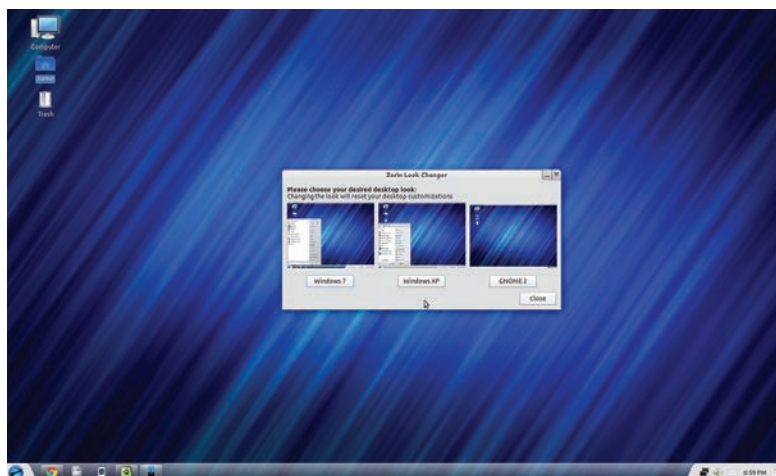 Computer
Trash
Zorin Look Changer
Please choose your desired desktop look:
Changing the look will reset your desktop customizations
Windows 7
Windows XP
GNOME 2
Close
6:59 PM